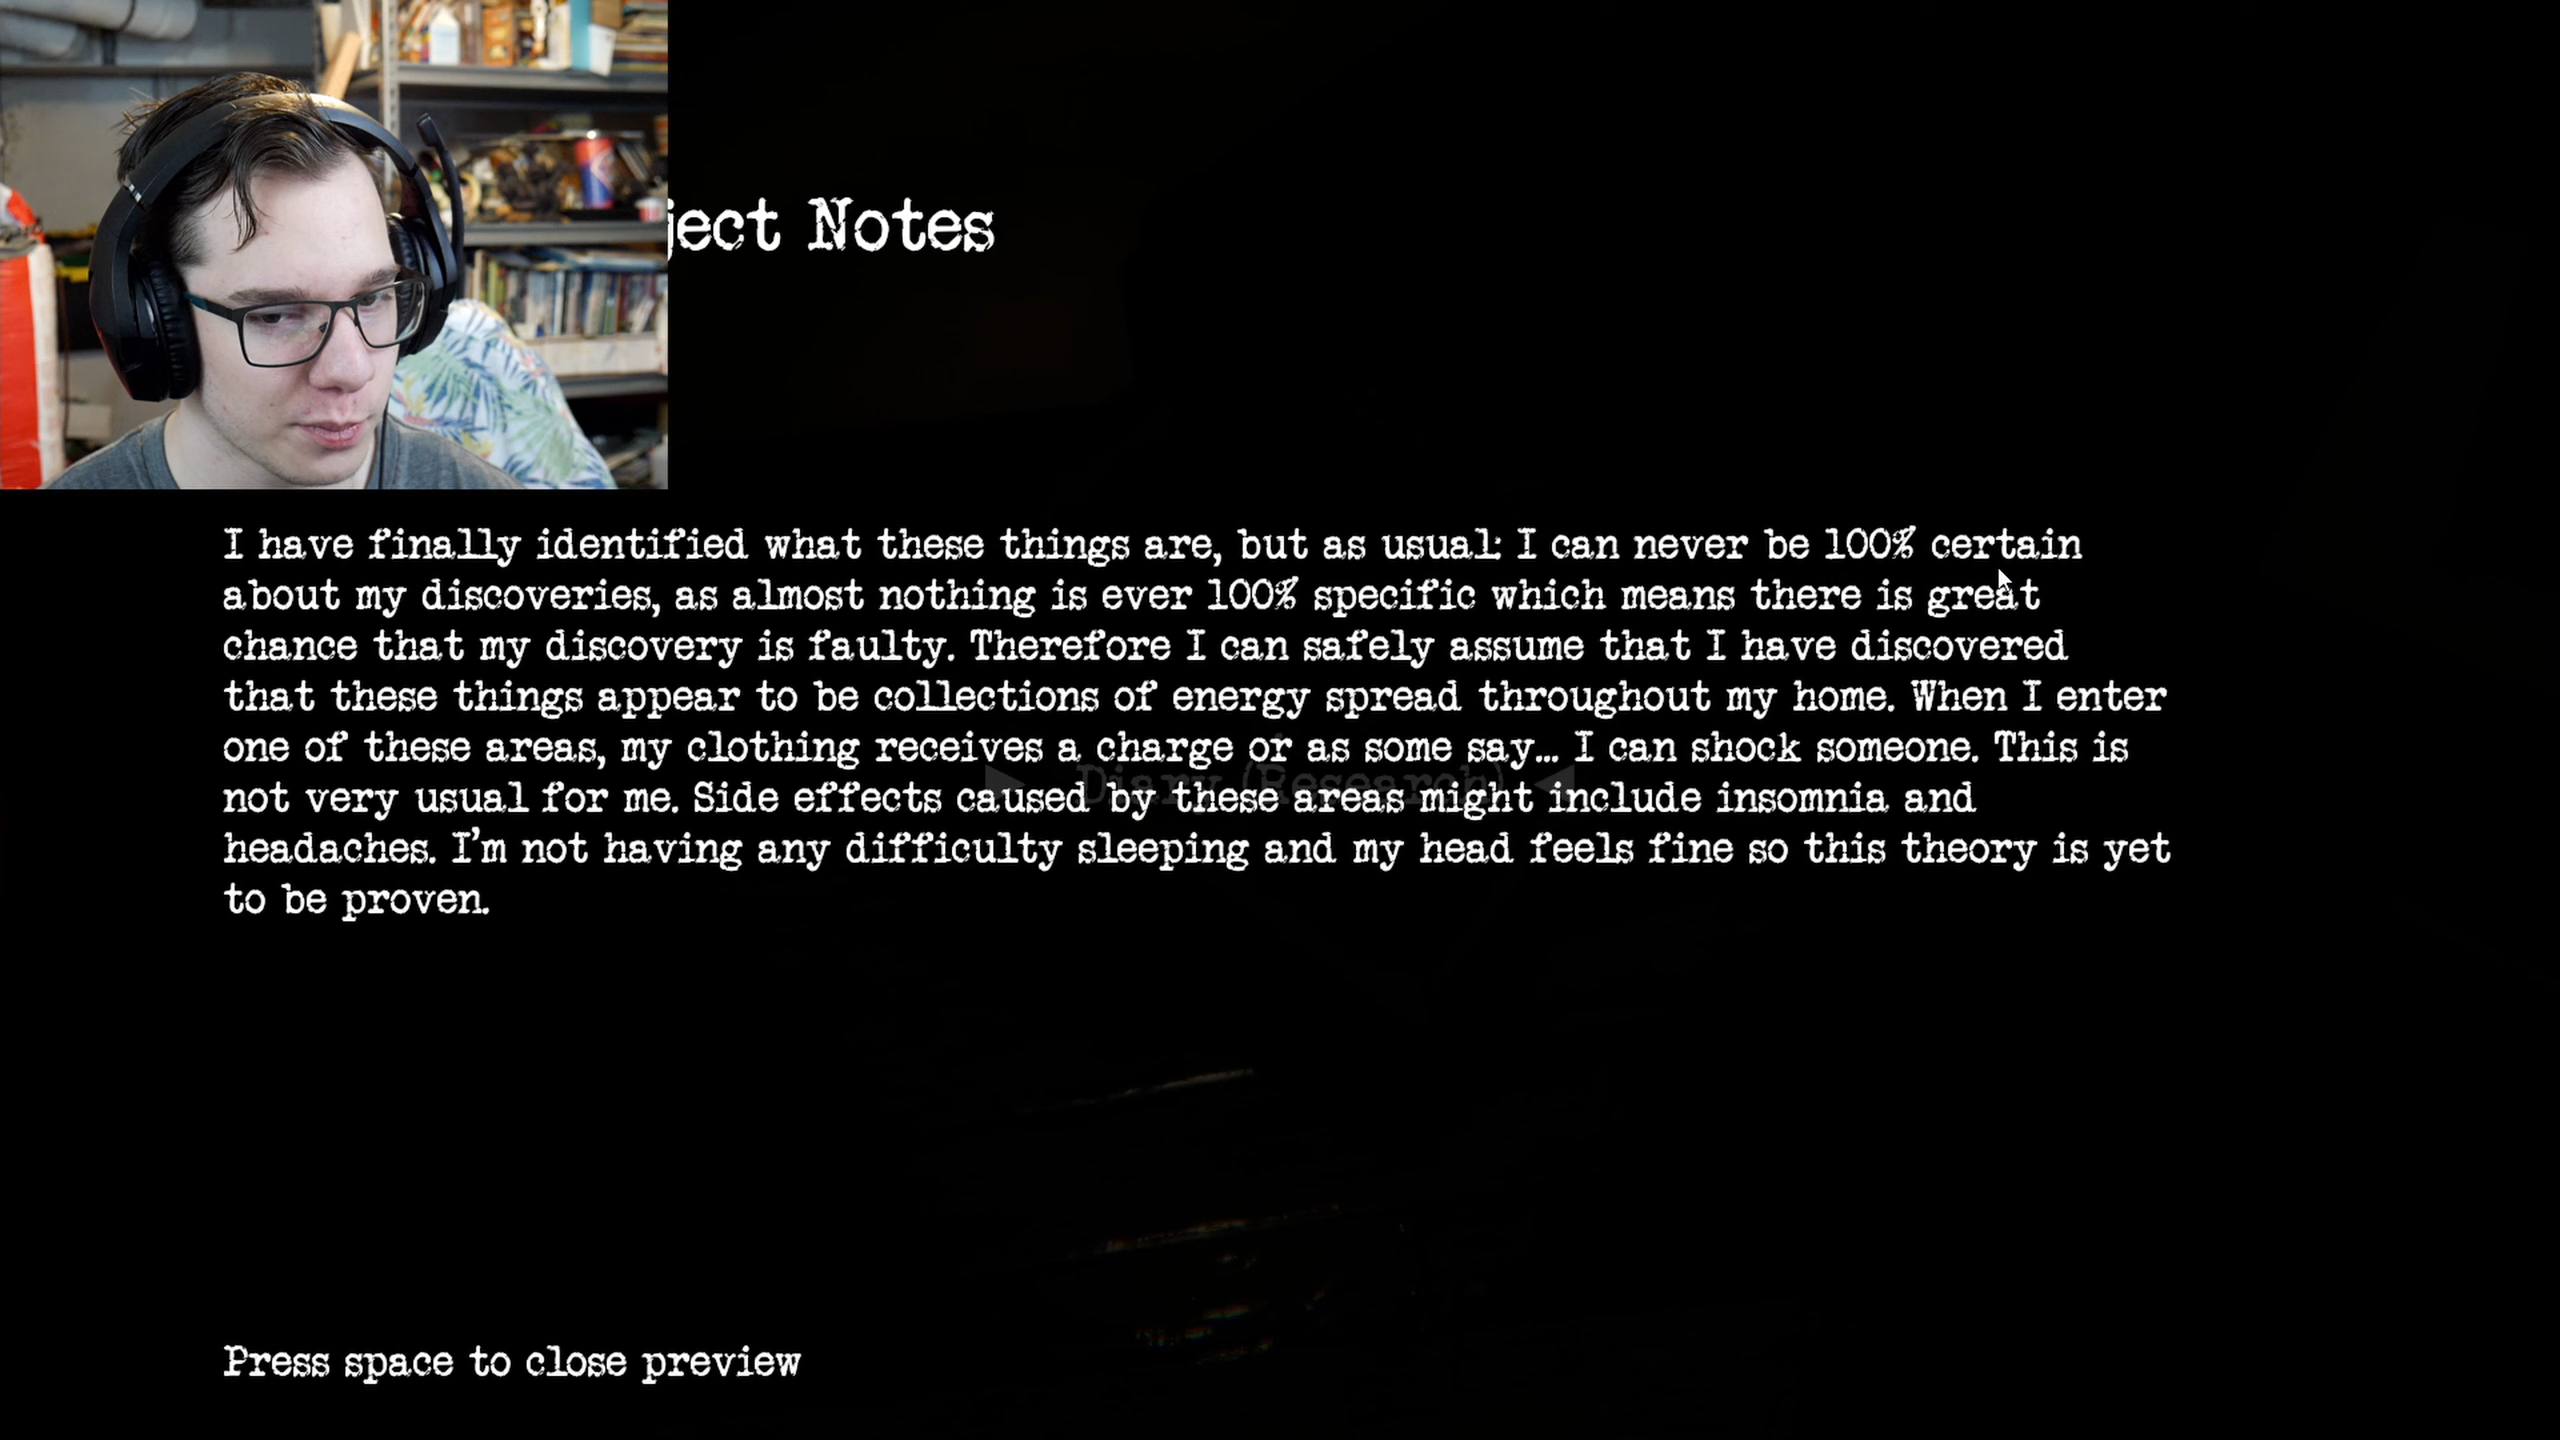 Notes
I have finally identified what these things are, but as usual: I can never be 100% certain
about my discoveries, as almost nothing is ever 100% specific which means there is great
chance that my discovery is faulty. Therefore I can safely assume that I have discovered
that these things appear to be collections of energy spread throughout my home. When I enter
one of these areas, my clothing receives a charge or as some say... I can shock someone. This is
not very usual for me. Side effects caused by these areas might include insomnia and
headaches. I'm not having any difficulty sleeping and my head feels fine so this theory is yet
to be proven.
Diary (Research)
Press space to close preview